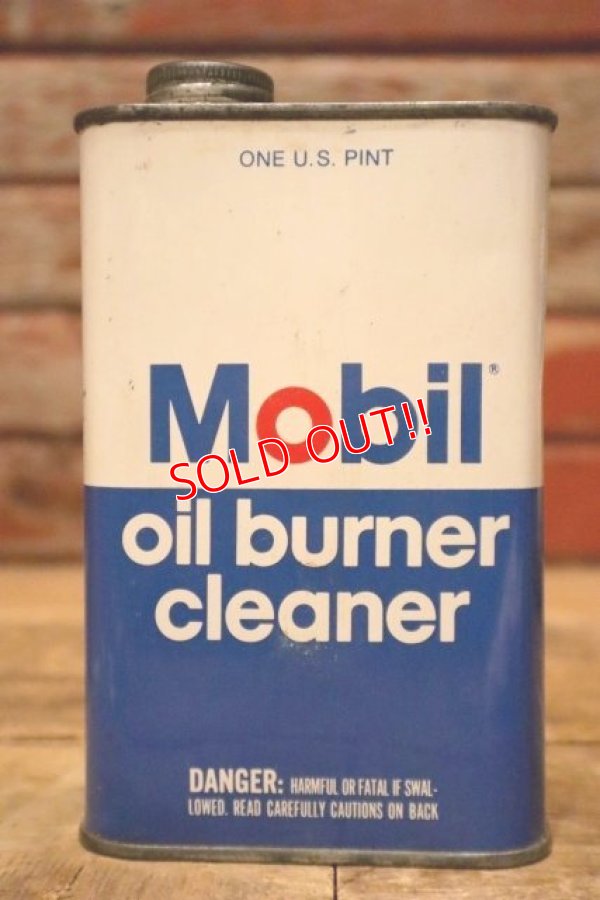 ONE U.S. PINT
Mobil®
SOLD OUT!!
oil burner
cleaner
DANGER: HARMFUL OR FATAL IF SWAL-
LOWED. READ CAREFULLY CAUTIONS ON BACK